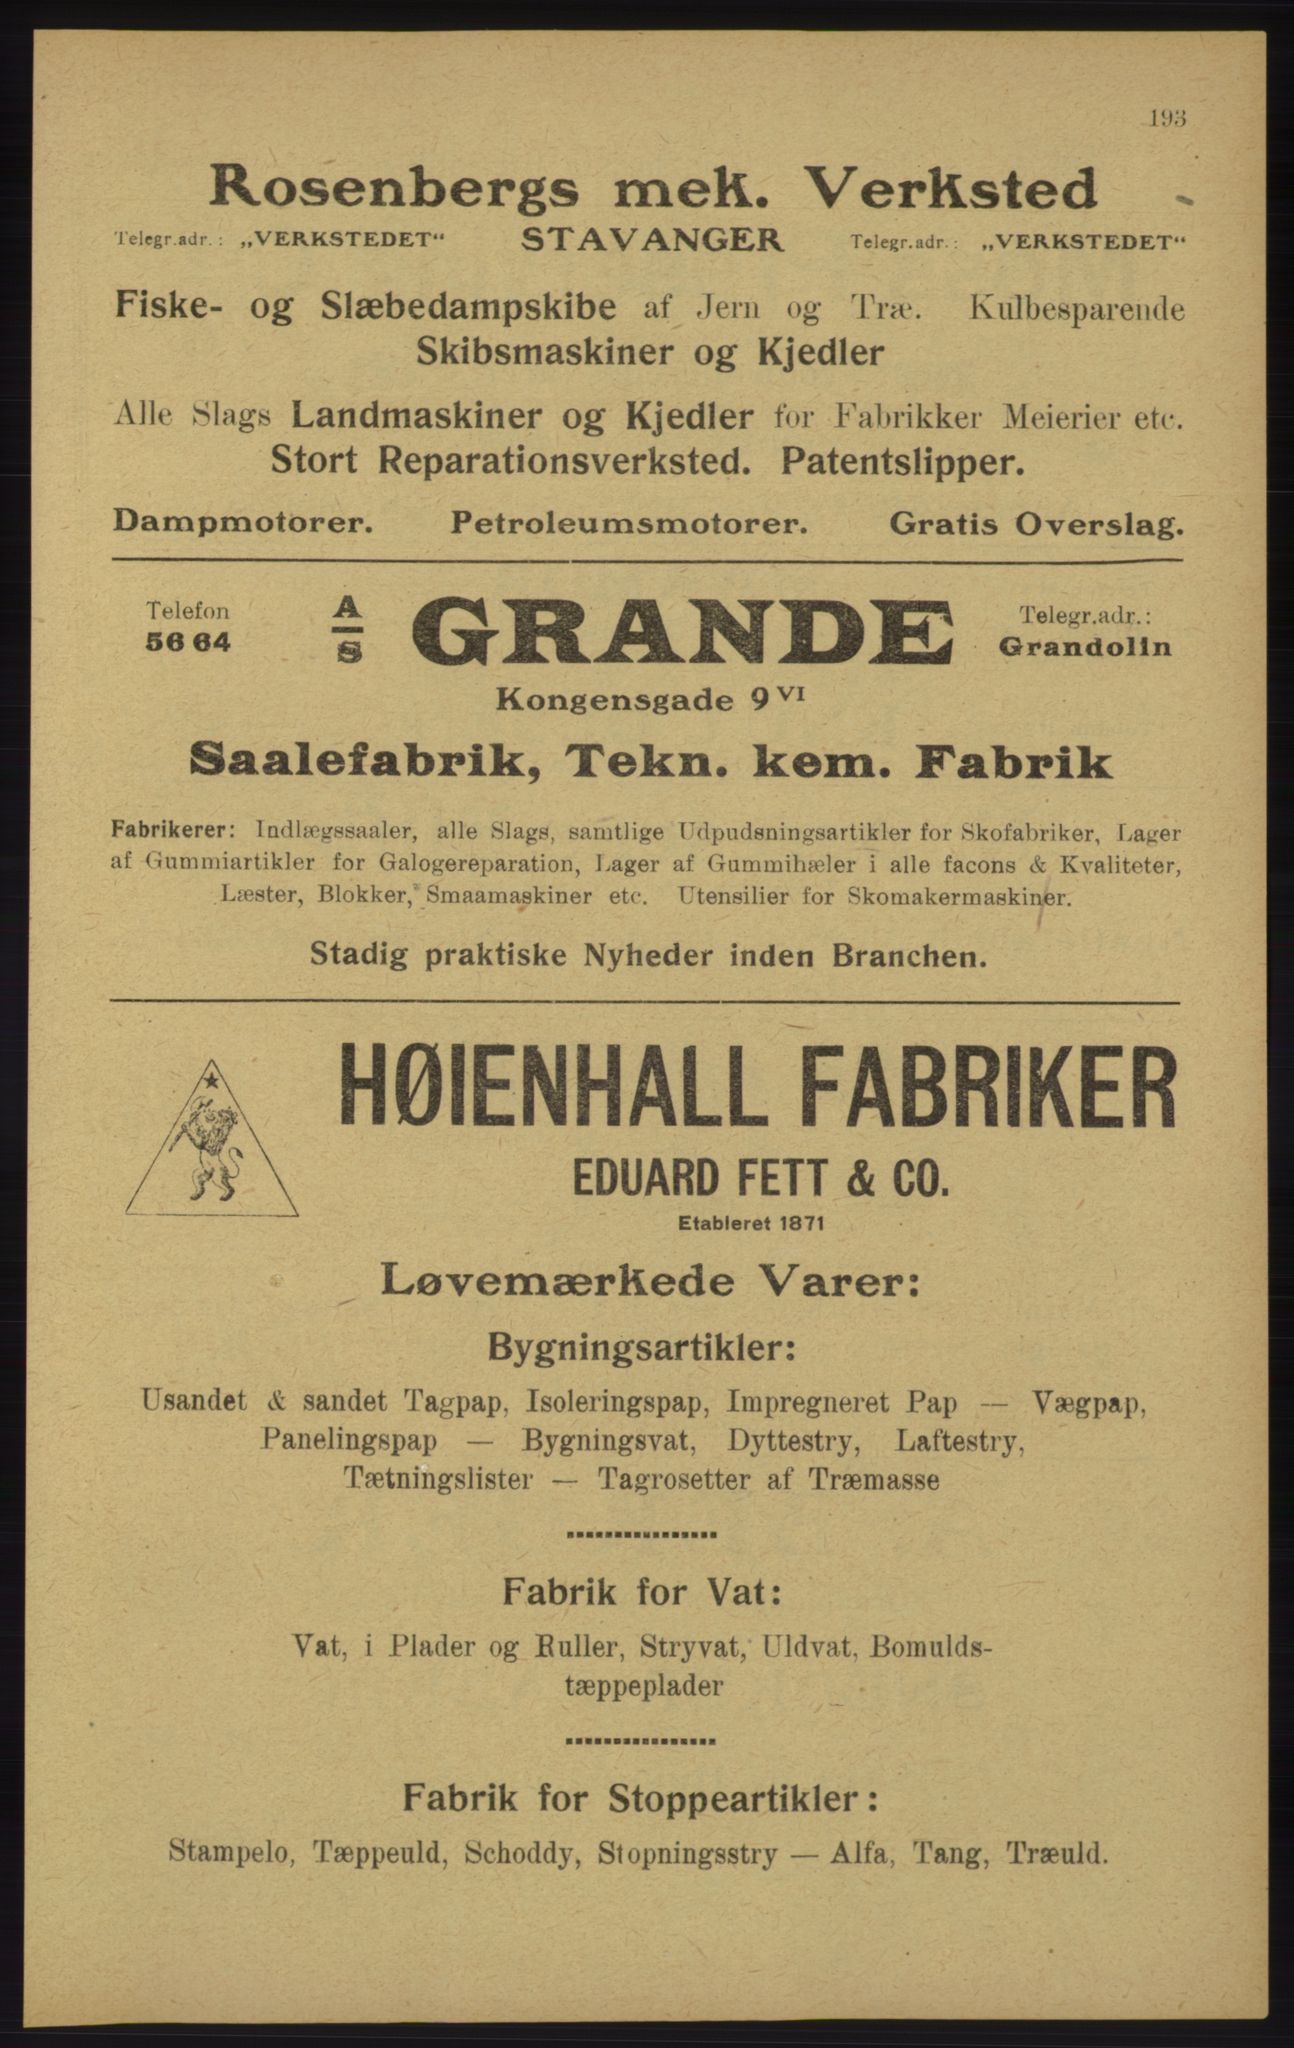 193
Rosenbergs mek. Verksted
Telegr.adr.: „VERKSTEDET“ STAVANGER Telegr.adr.: „VERKSTEDET“
Fiske- og Slæbedampskibe af Jern og Træ. Kulbesparende
Skibsmaskiner og Kjedler
Alle Slags Landmaskiner og Kjedler for Fabrikker Meierier etc.
Stort Reparationsverksted. Patentslipper.
Dampmotorer. Petroleumsmotorer. Gratis Overslag.
Telefon 5664
A/S GRANDE
Telegr.adr.: Grandolin
Kongensgade 9 VI
Saalefabrik, Tekn. kem. Fabrik
Fabrikerer: Indlægssaaler, alle Slags, samtlige Udpudsningsartikler for Skofabriker, Lager
af Gummiartikler for Galogereparation, Lager af Gummihæler i alle facons & Kvaliteter,
Læster, Blokker, Smaamaskiner etc. Utensilier for Skomakermaskiner.
Stadig praktiske Nyheder inden Branchen.
HØIENHALL FABRIKER
EDUARD FETT & CO.
Etableret 1871
Løvemærkede Varer:
Bygningsartikler:
Usandet & sandet Tagpap, Isoleringspap, Impregneret Pap — Vægpap,
Panelingspap — Bygningsvat, Dyttestry, Laftestry,
Tætningslister — Tagrosetter af Træmasse
Fabrik for Vat:
Vat, i Plader og Ruller, Stryvat, Uldvat, Bomulds-
tæppeplader
Fabrik for Stoppeartikler:
Stampelo, Tæppeuld, Schoddy, Stopningsstry — Alfa, Tang, Træuld.